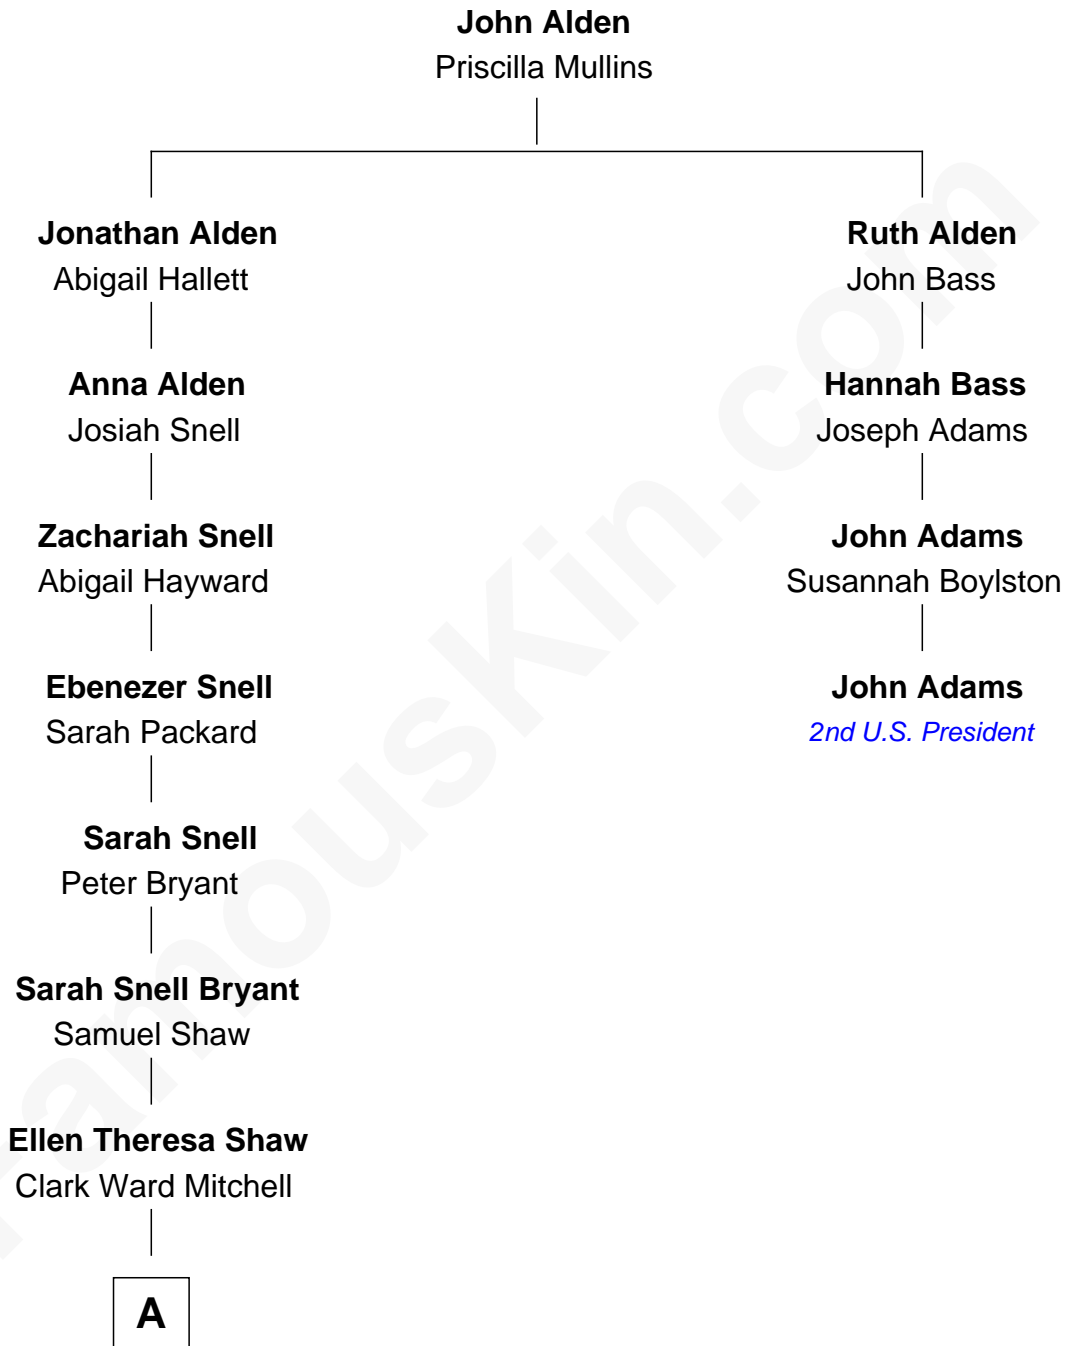 John Alden
Priscilla Mullins
Jonathan Alden
Abigail Hallett
Anna Alden
Josiah Snell
Zachariah Snell
Abigail Hayward
Ebenezer Snell
Sarah Packard
Sarah Snell
Peter Bryant
Sarah Snell Bryant
Samuel Shaw
Ellen Theresa Shaw
Clark Ward Mitchell
A
Ruth Alden
John Bass
Hannah Bass
Joseph Adams
John Adams
Susannah Boylston
John Adams
2nd U.S. President
FamousKin.com